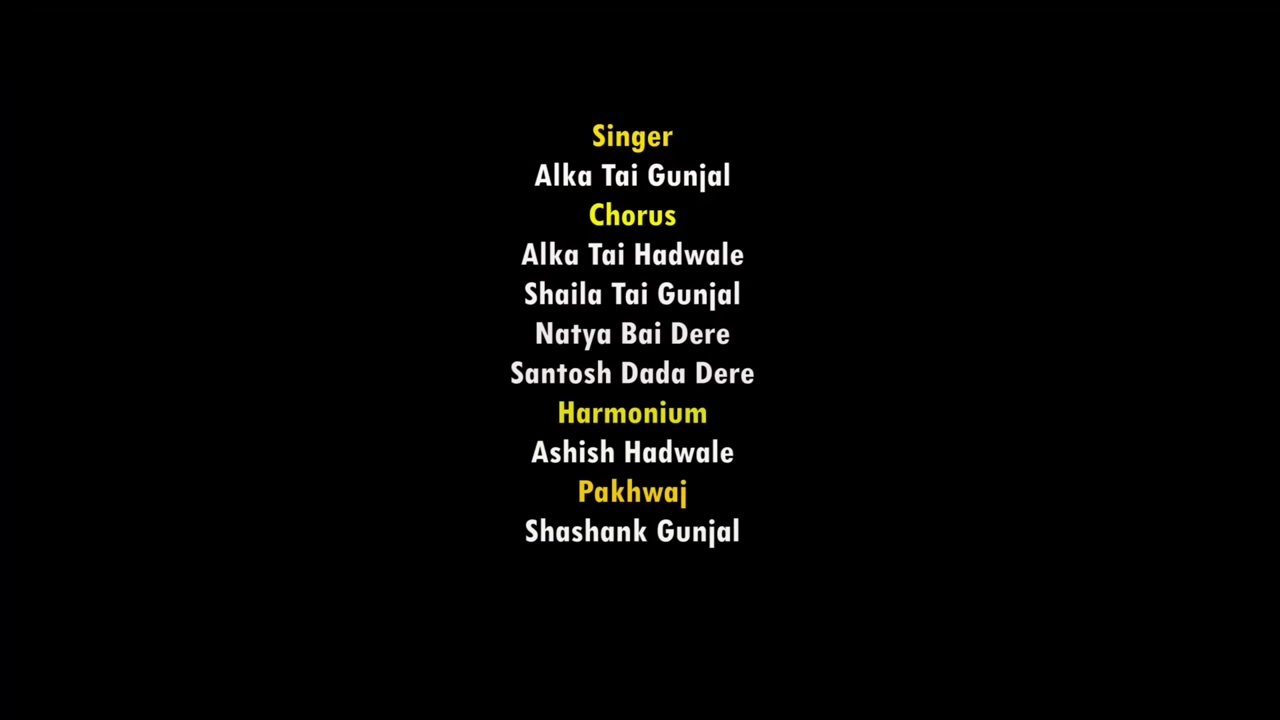 Singer
Alka Tai Gunjal
Chorus
Alka Tai Hadwale
Shaila Tai Gunjal
Natya Bai Dere
Santosh Dada Dere
Harmonium
Ashish Hadwale
Pakhwaj
Shashank Gunjal